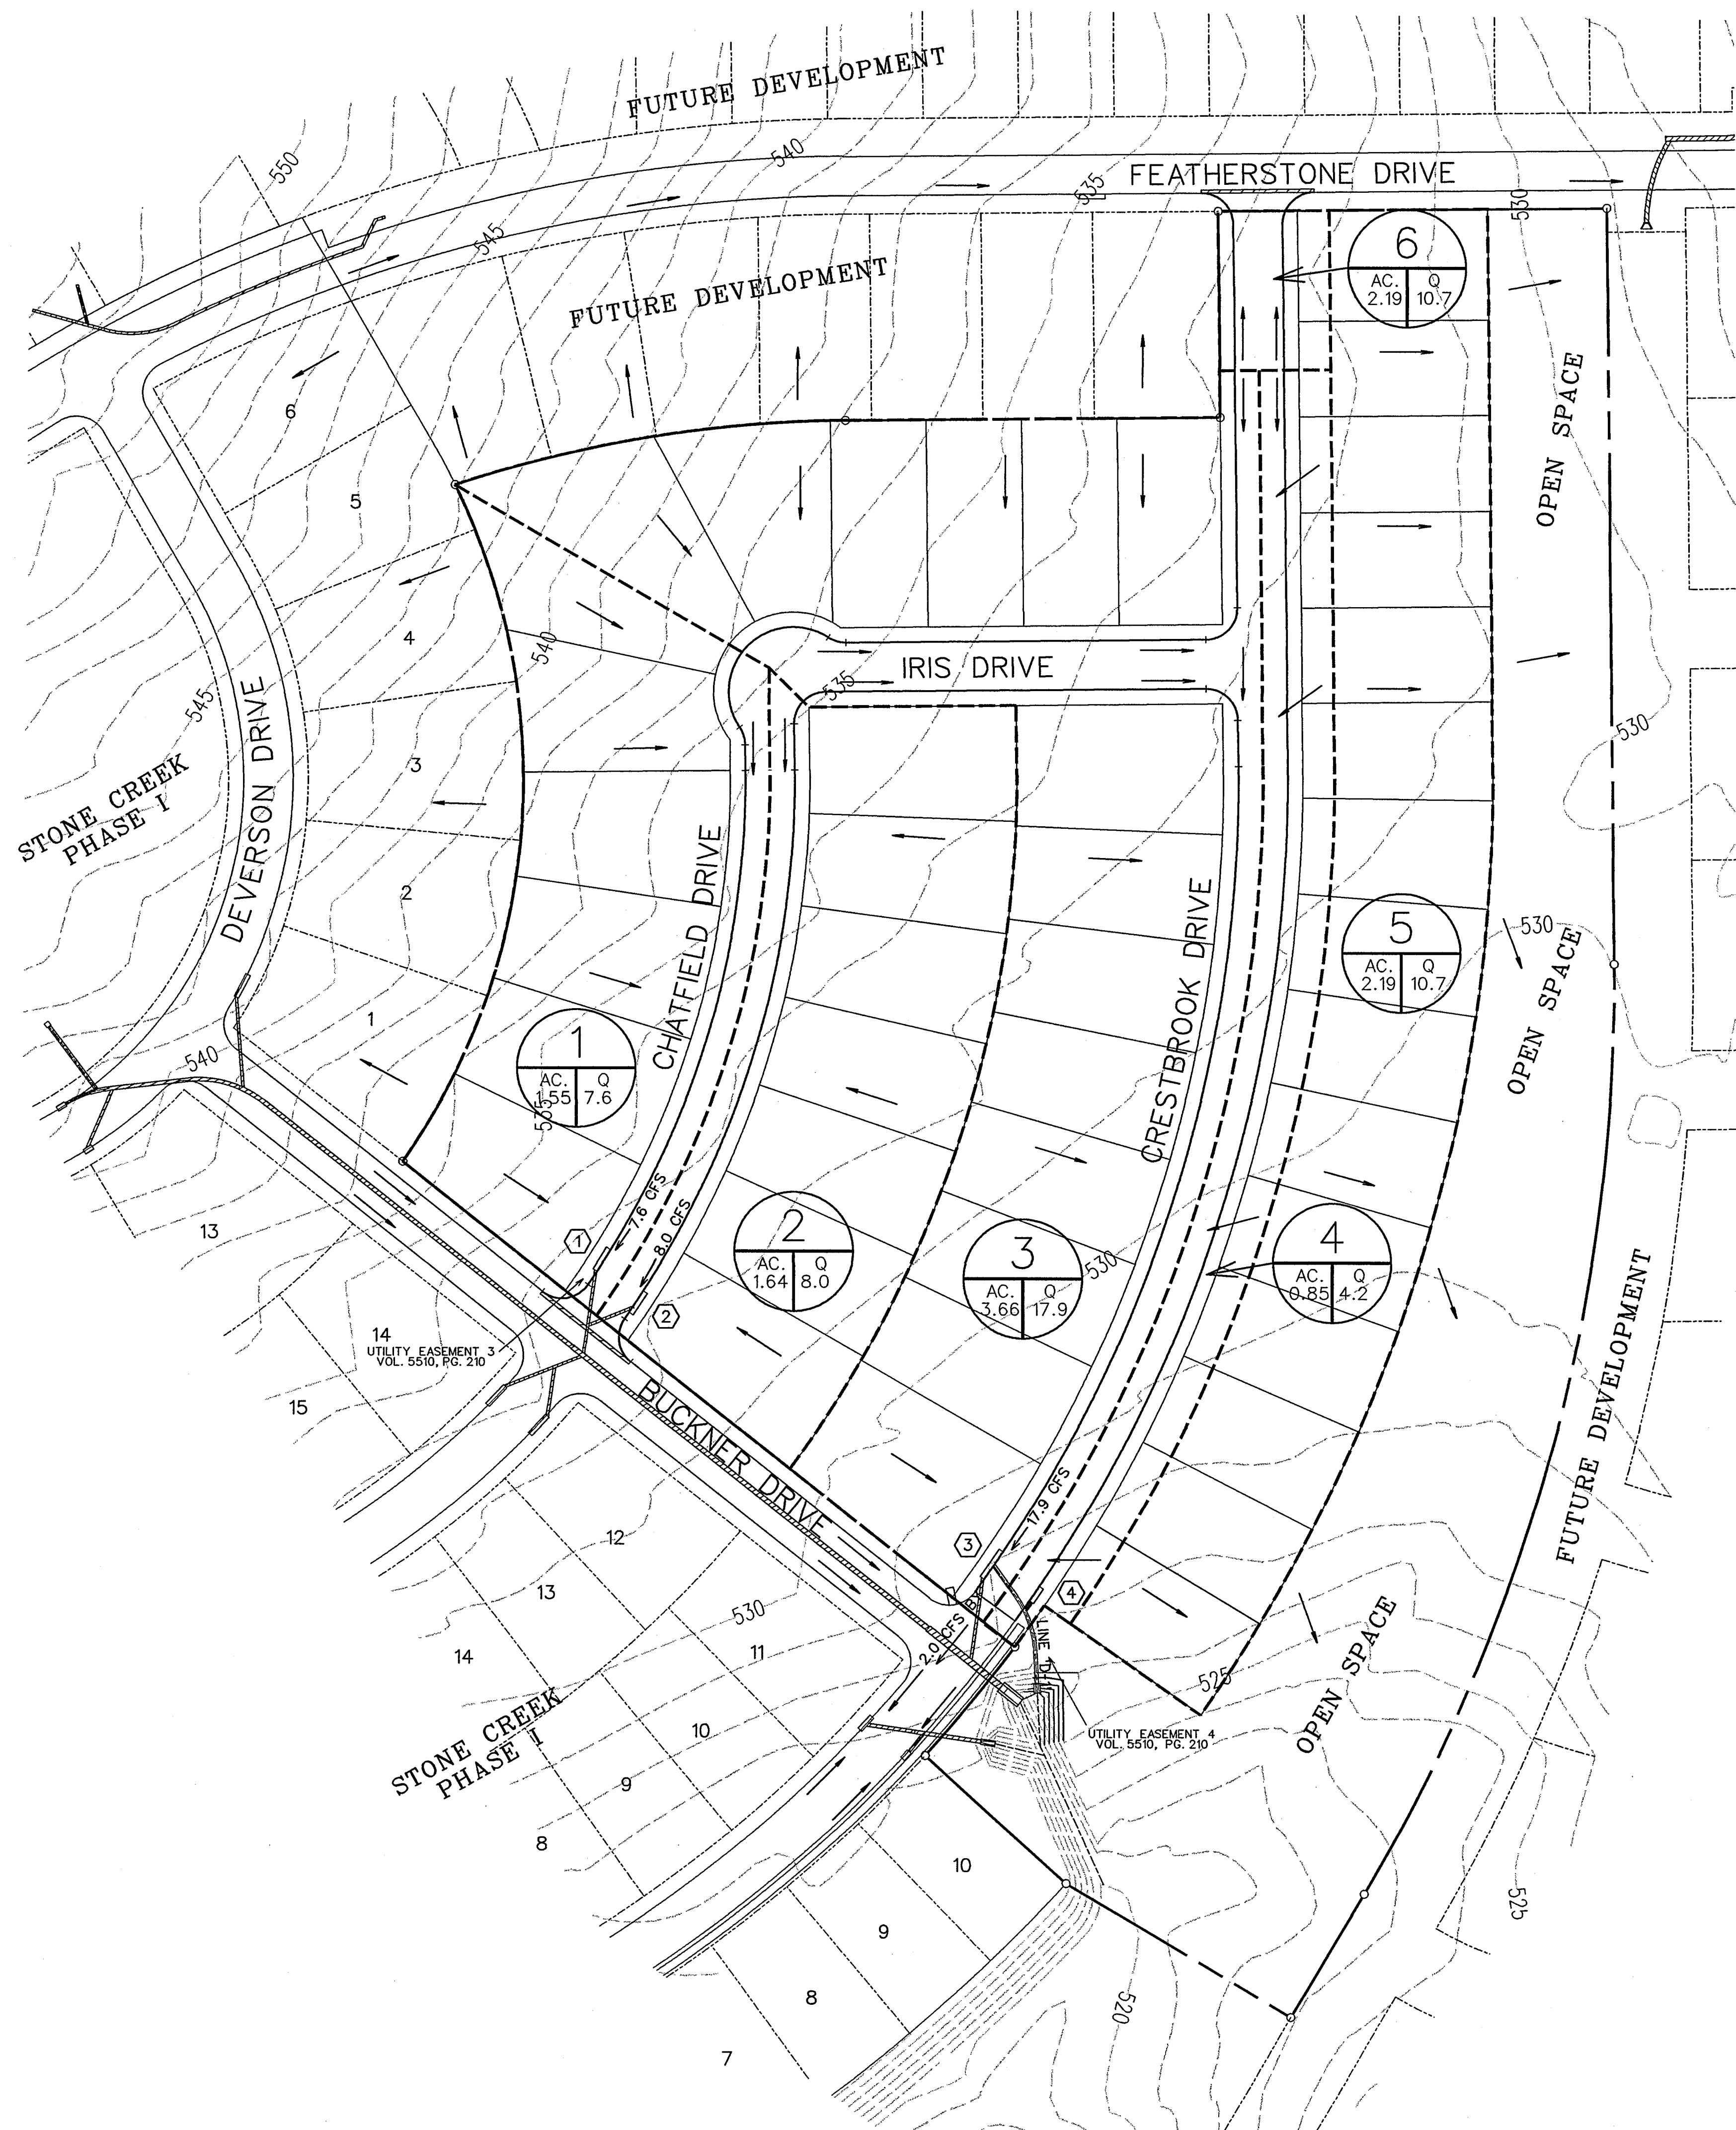 FUTURE DEVELOPMENT
550
540
FEATHERSTONE DRIVE
535
530
545
FUTURE DEVELOPMENT
6
AC. Q
2.19 10.7
6
5
OPEN SPACE
4
540
IRIS DRIVE
535
545
DEVERSON DRIVE
530
STONE CREEK
PHASE I
3
2
CHATFIELD DRIVE
CRESTBROOK DRIVE
5
AC. Q
2.19 10.7
530
OPEN SPACE
1
540
1
AC. Q
1.55 7.6
535
7.6 CFS
8.0 CFS
1
2
13
2
AC. Q
1.64 8.0
3
AC. Q
3.66 17.9
530
4
AC. Q
0.85 4.2
14
UTILITY EASEMENT 3
VOL. 5510, PG. 210
15
BUCKNER DRIVE
FUTURE DEVELOPMENT
17.9 CFS
3
4
12
13
530
14
11
2.0 CFS
LINE "D"
525
OPEN SPACE
UTILITY EASEMENT 4
VOL. 5510, PG. 210
STONE CREEK
PHASE I
10
9
8
10
9
8
7
525
520